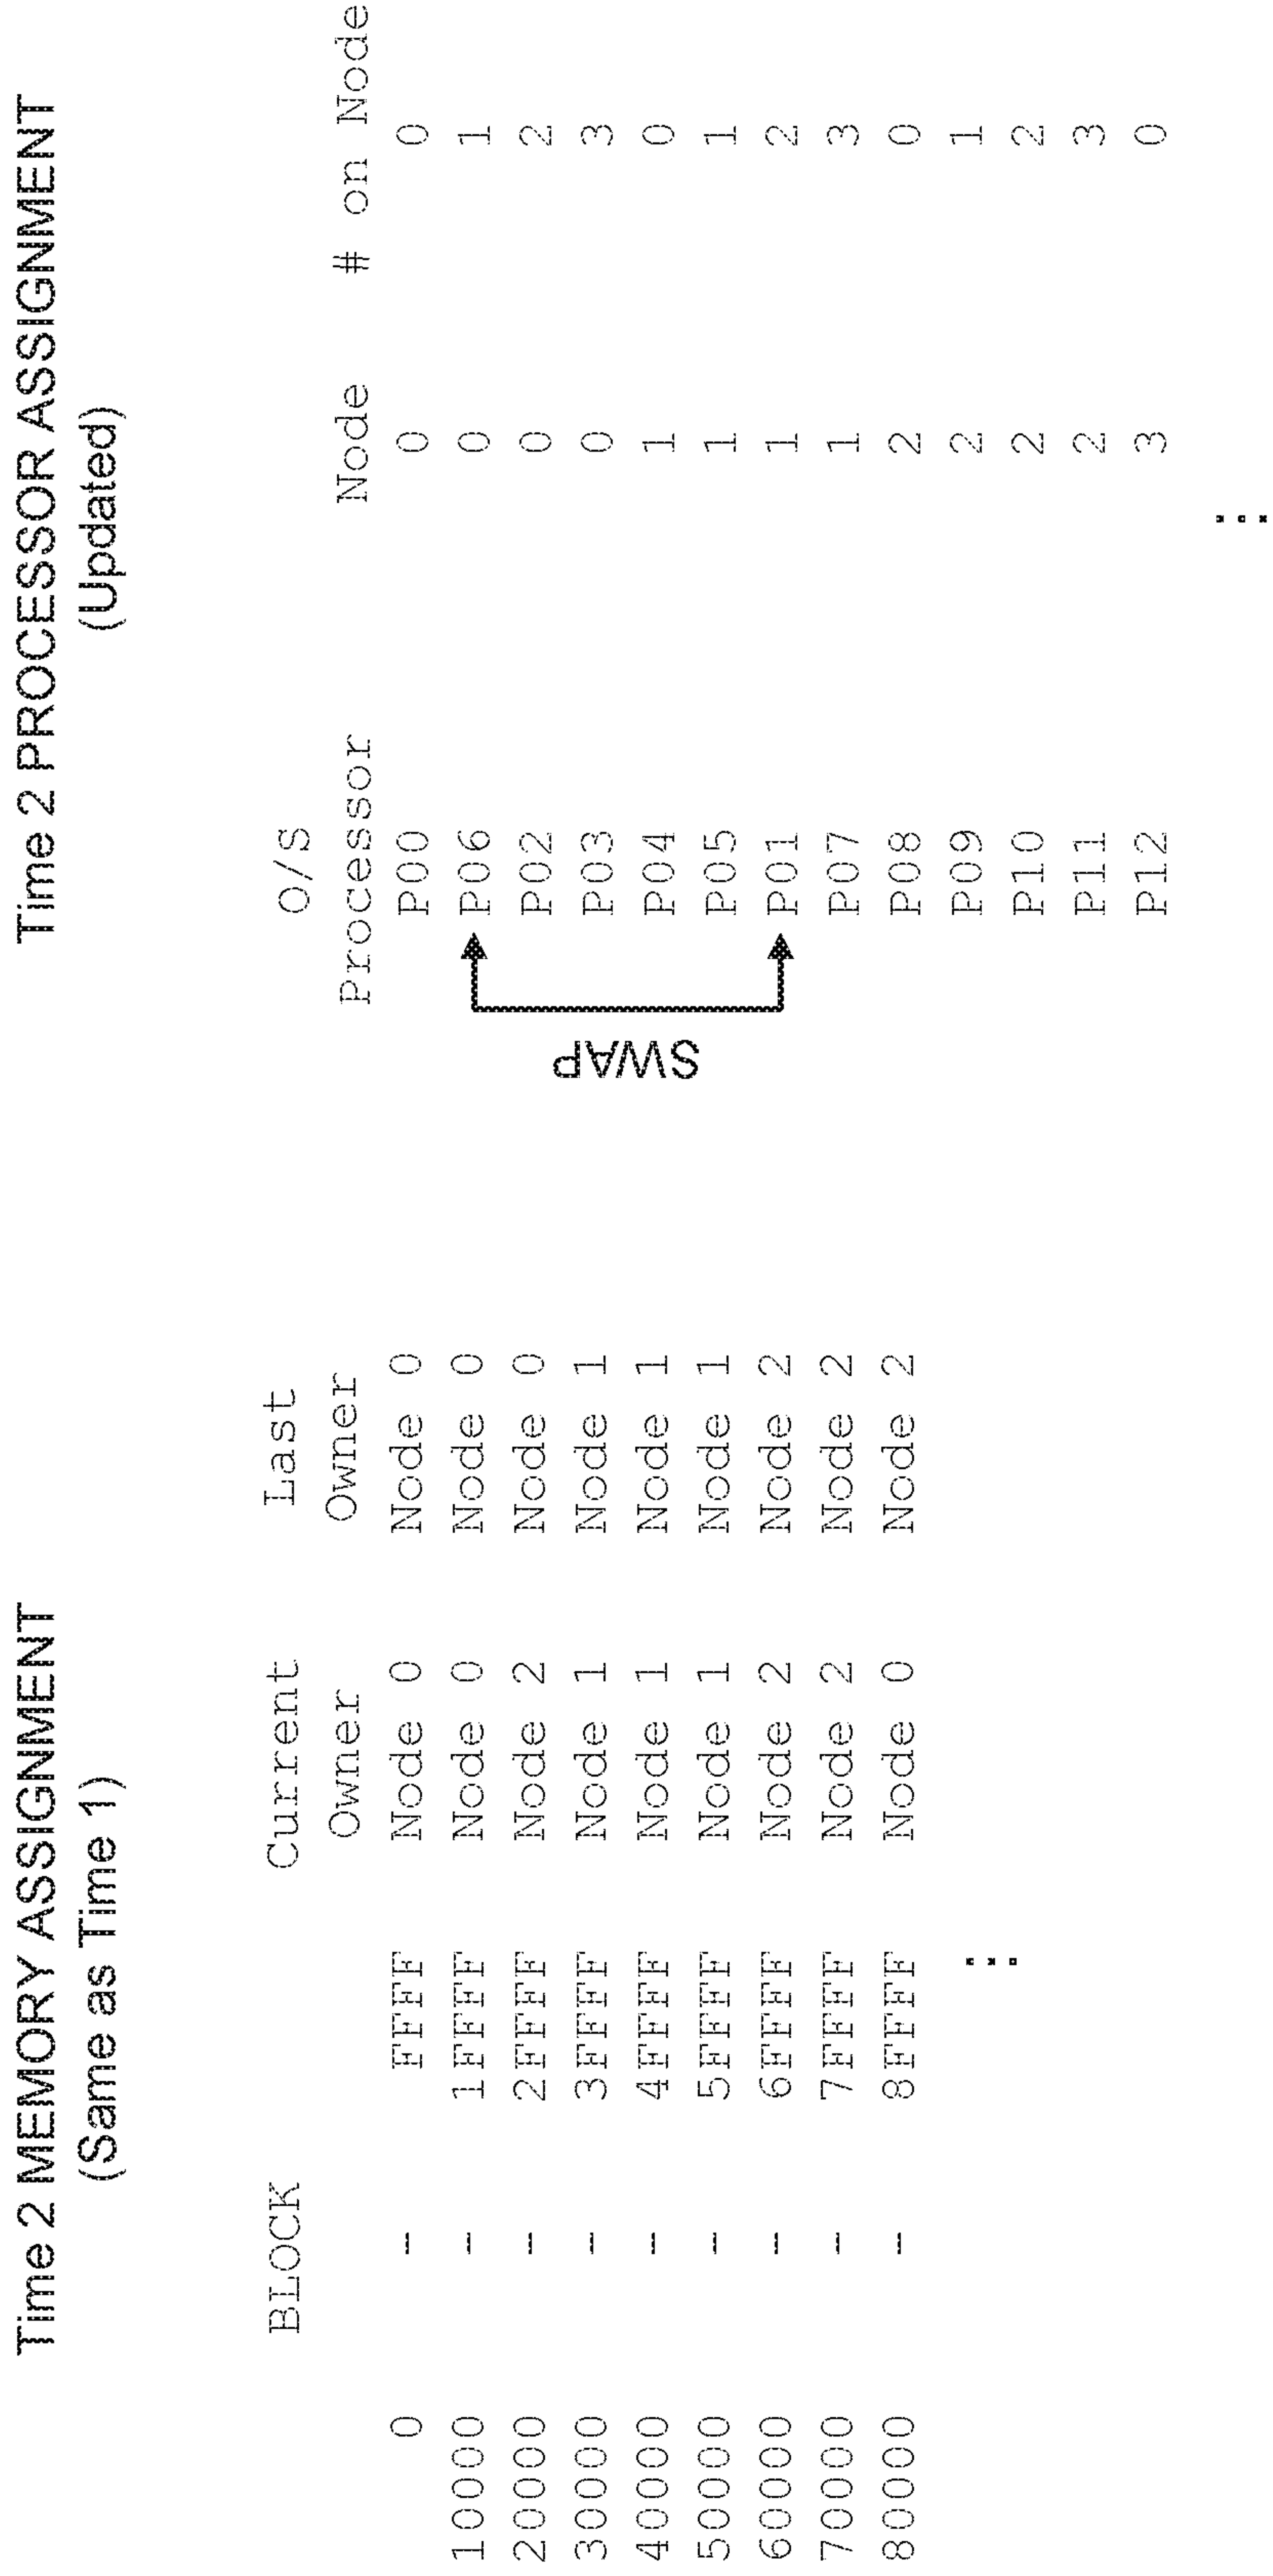 Time 2 MEMORY ASSIGNMENT
(Same as Time 1)
BLOCK Current Last
Owner Owner
0 - FFFF Node 0 Node 0
10000 - 1FFFF Node 0 Node 0
20000 - 2FFFF Node 2 Node 0
30000 - 3FFFF Node 1 Node 1
40000 - 4FFFF Node 1 Node 1
50000 - 5FFFF Node 1 Node 1
60000 - 6FFFF Node 2 Node 2
70000 - 7FFFF Node 2 Node 2
80000 - 8FFFF Node 0 Node 2
...
Time 2 PROCESSOR ASSIGNMENT
(Updated)
O/S
Processor Node # on Node
P00 0 0
P06 0 1
P02 0 2
P03 0 3
P04 1 0
P05 1 1
P01 1 2
P07 1 3
P08 2 0
P09 2 1
P10 2 2
P11 2 3
P12 3 0
...
SWAP